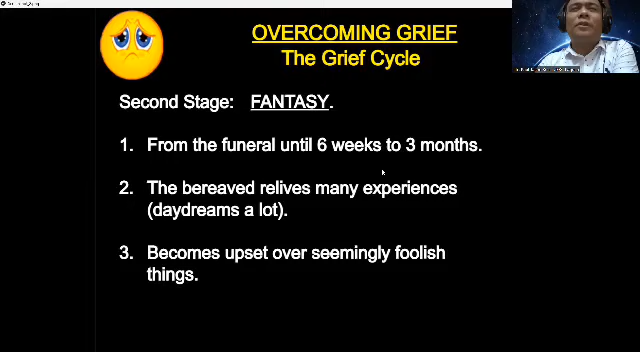 OVERCOMING GRIEF
The Grief Cycle
Second Stage: FANTASY.
1. From the funeral until 6 weeks to 3 months.
2. The bereaved relives many experiences
(daydreams a lot).
3. Becomes upset over seemingly foolish
things.